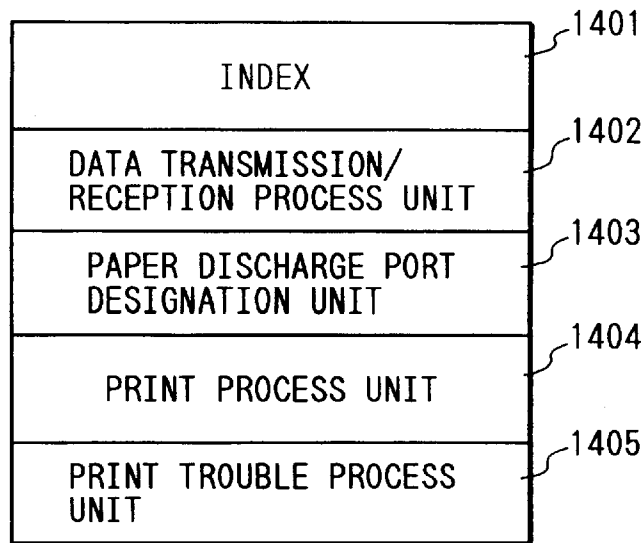 1401
INDEX
1402
DATA TRANSMISSION/
RECEPTION PROCESS UNIT
1403
PAPER DISCHARGE PORT
DESIGNATION UNIT
1404
PRINT PROCESS UNIT
1405
PRINT TROUBLE PROCESS
UNIT